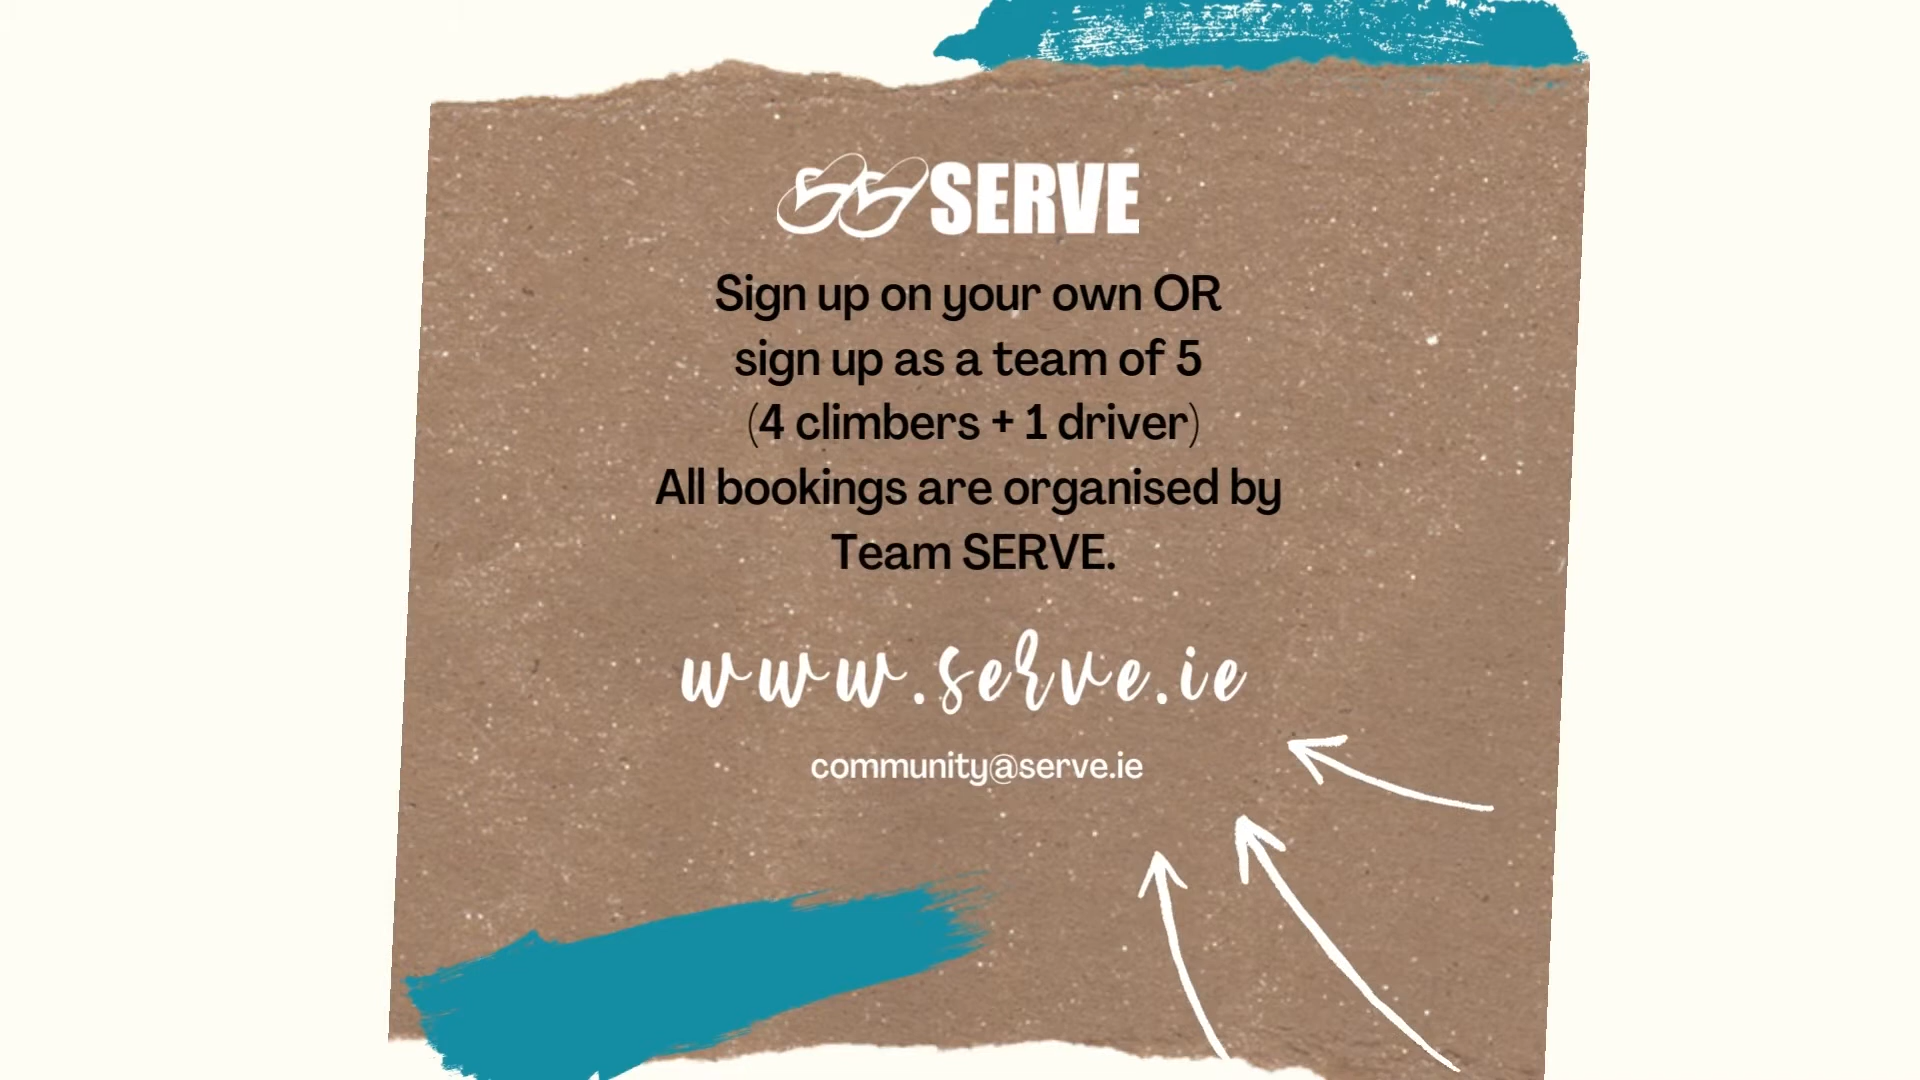 SERVE
Sign up on your own OR
sign up as a team of 5
(4 climbers + 1 driver)
All bookings are organised by
Team SERVE.
www.serve.ie
community@serve.ie